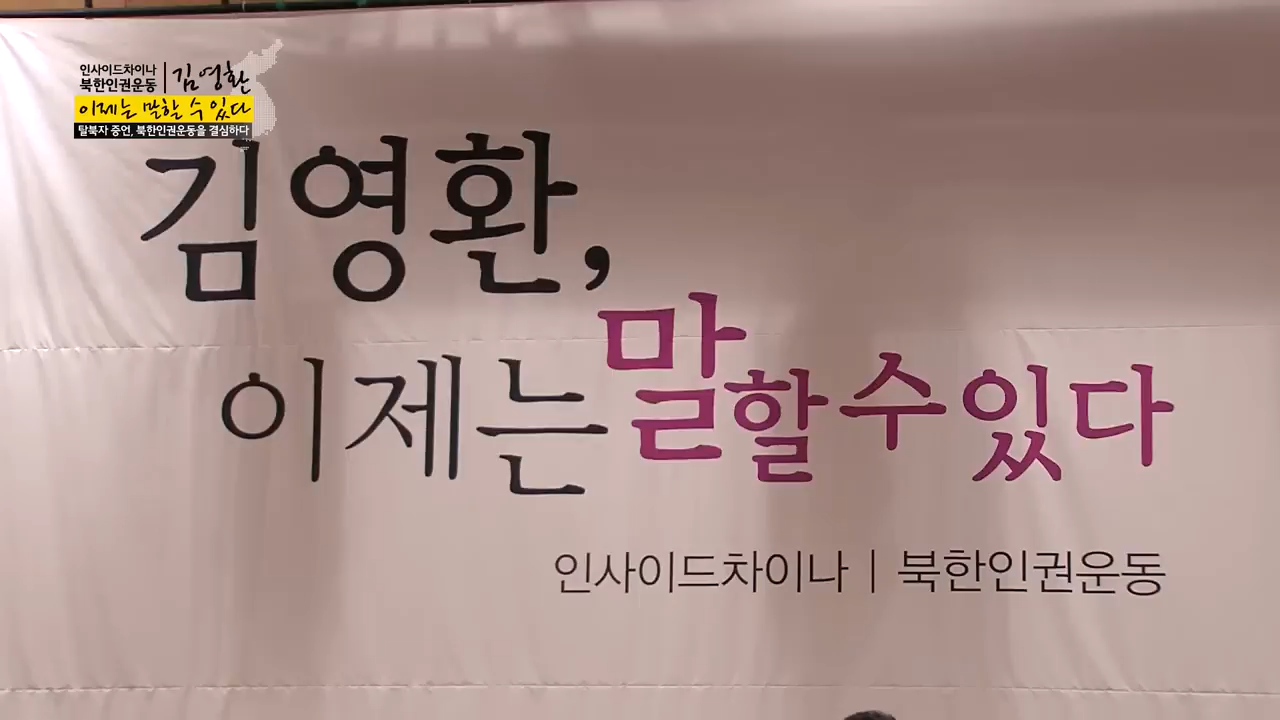 인사이드차이나
북한인권운동
김영환
이제는 말할 수 있다
탈북자 증언, 북한인권운동을 결심하다
김영환,
이제는 말할 수 있다
인사이드차이나 | 북한인권운동